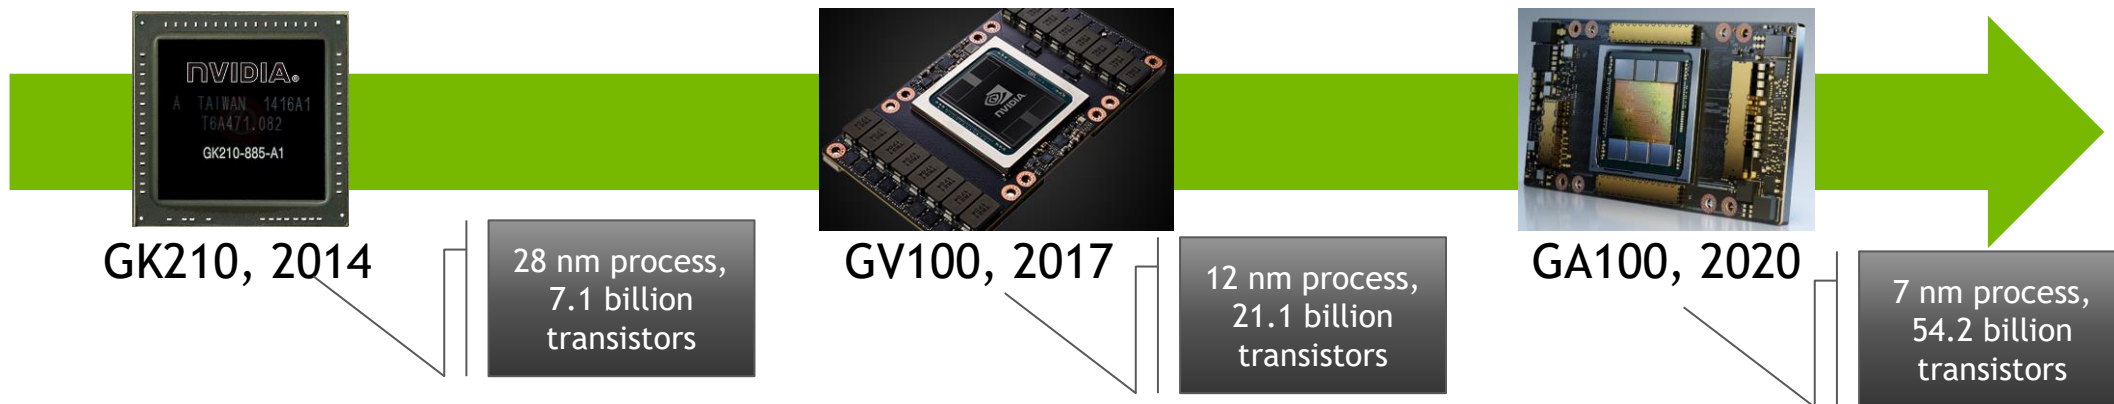 NVIDIA®
A TAIWAN 1416A1
T6A471.082
GK210-885-A1
NVIDIA
GK210, 2014
28 nm process,
7.1 billion
transistors
GV100, 2017
12 nm process,
21.1 billion
transistors
GA100, 2020
7 nm process,
54.2 billion
transistors